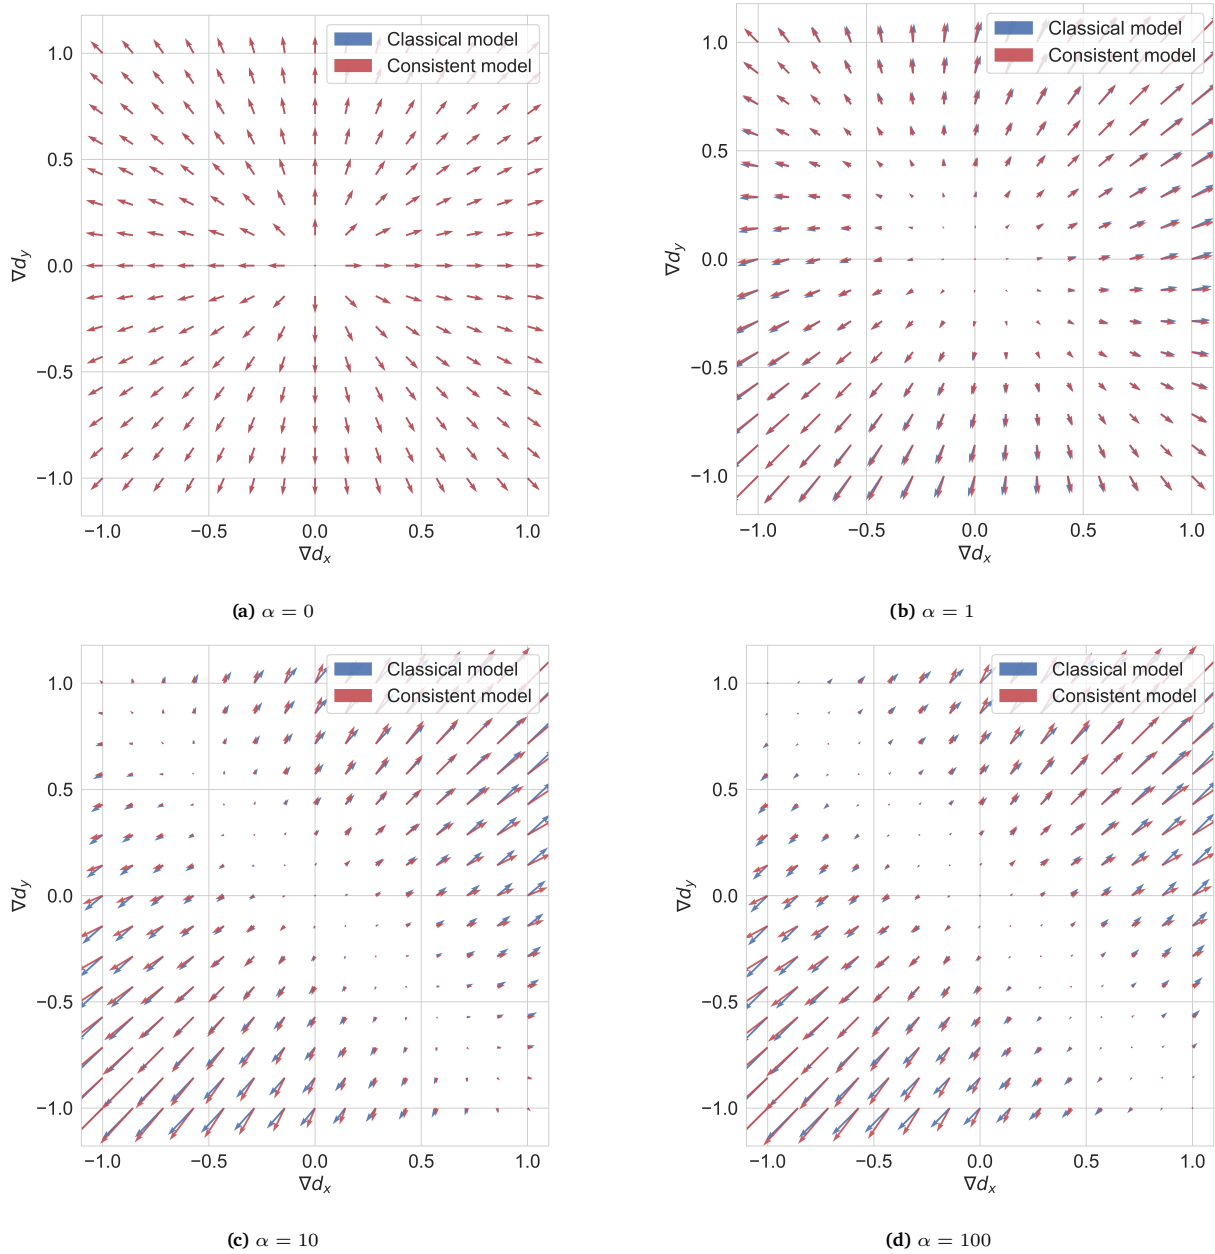 Classical model
Consistent model
1.0
0.5
0.0
−0.5
−1.0
∇d_y
−1.0 −0.5 0.0 0.5 1.0
∇d_x
(a) α = 0
Classical model
Consistent model
1.0
0.5
0.0
−0.5
−1.0
∇d_y
−1.0 −0.5 0.0 0.5 1.0
∇d_x
(b) α = 1
Classical model
Consistent model
1.0
0.5
0.0
−0.5
−1.0
∇d_y
−1.0 −0.5 0.0 0.5 1.0
∇d_x
(c) α = 10
Classical model
Consistent model
1.0
0.5
0.0
−0.5
−1.0
∇d_y
−1.0 −0.5 0.0 0.5 1.0
∇d_x
(d) α = 100